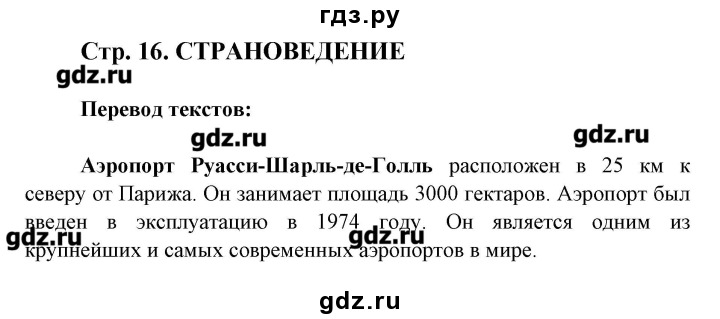 гдз.ру
Стр. 16. СТРАНОВЕДЕНИЕ
gdz.ru
Перевод текстов:
gdz.ru gdz.ru
Аэропорт Руасси-Шарль-де-Голль расположен в 25 км к
северу от Парижа. Он занимает площадь 3000 гектаров. Аэропорт был
введен в эксплуатацию в 1974 году. Он является одним из
gdz.ru gdz.ru
крупнейших и самых современных аэропортов в мире.
gdz.ru